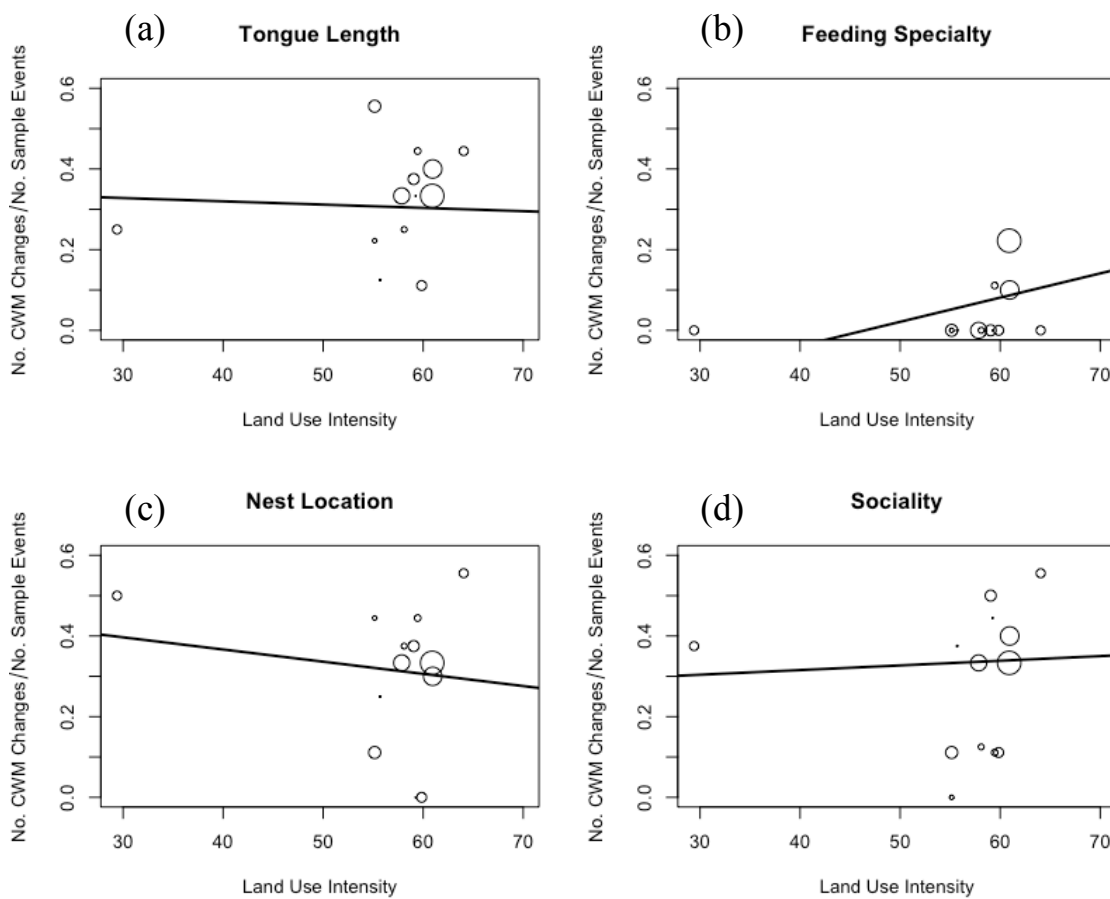 (a) Tongue Length
No. CWM Changes/No. Sample Events
0.6
0.4
0.2
0.0
30 40 50 60 70
Land Use Intensity
(b) Feeding Specialty
No. CWM Changes/No. Sample Events
0.6
0.4
0.2
0.0
30 40 50 60 70
Land Use Intensity
(c) Nest Location
No. CWM Changes/No. Sample Events
0.6
0.4
0.2
0.0
30 40 50 60 70
Land Use Intensity
(d) Sociality
No. CWM Changes/No. Sample Events
0.6
0.4
0.2
0.0
30 40 50 60 70
Land Use Intensity